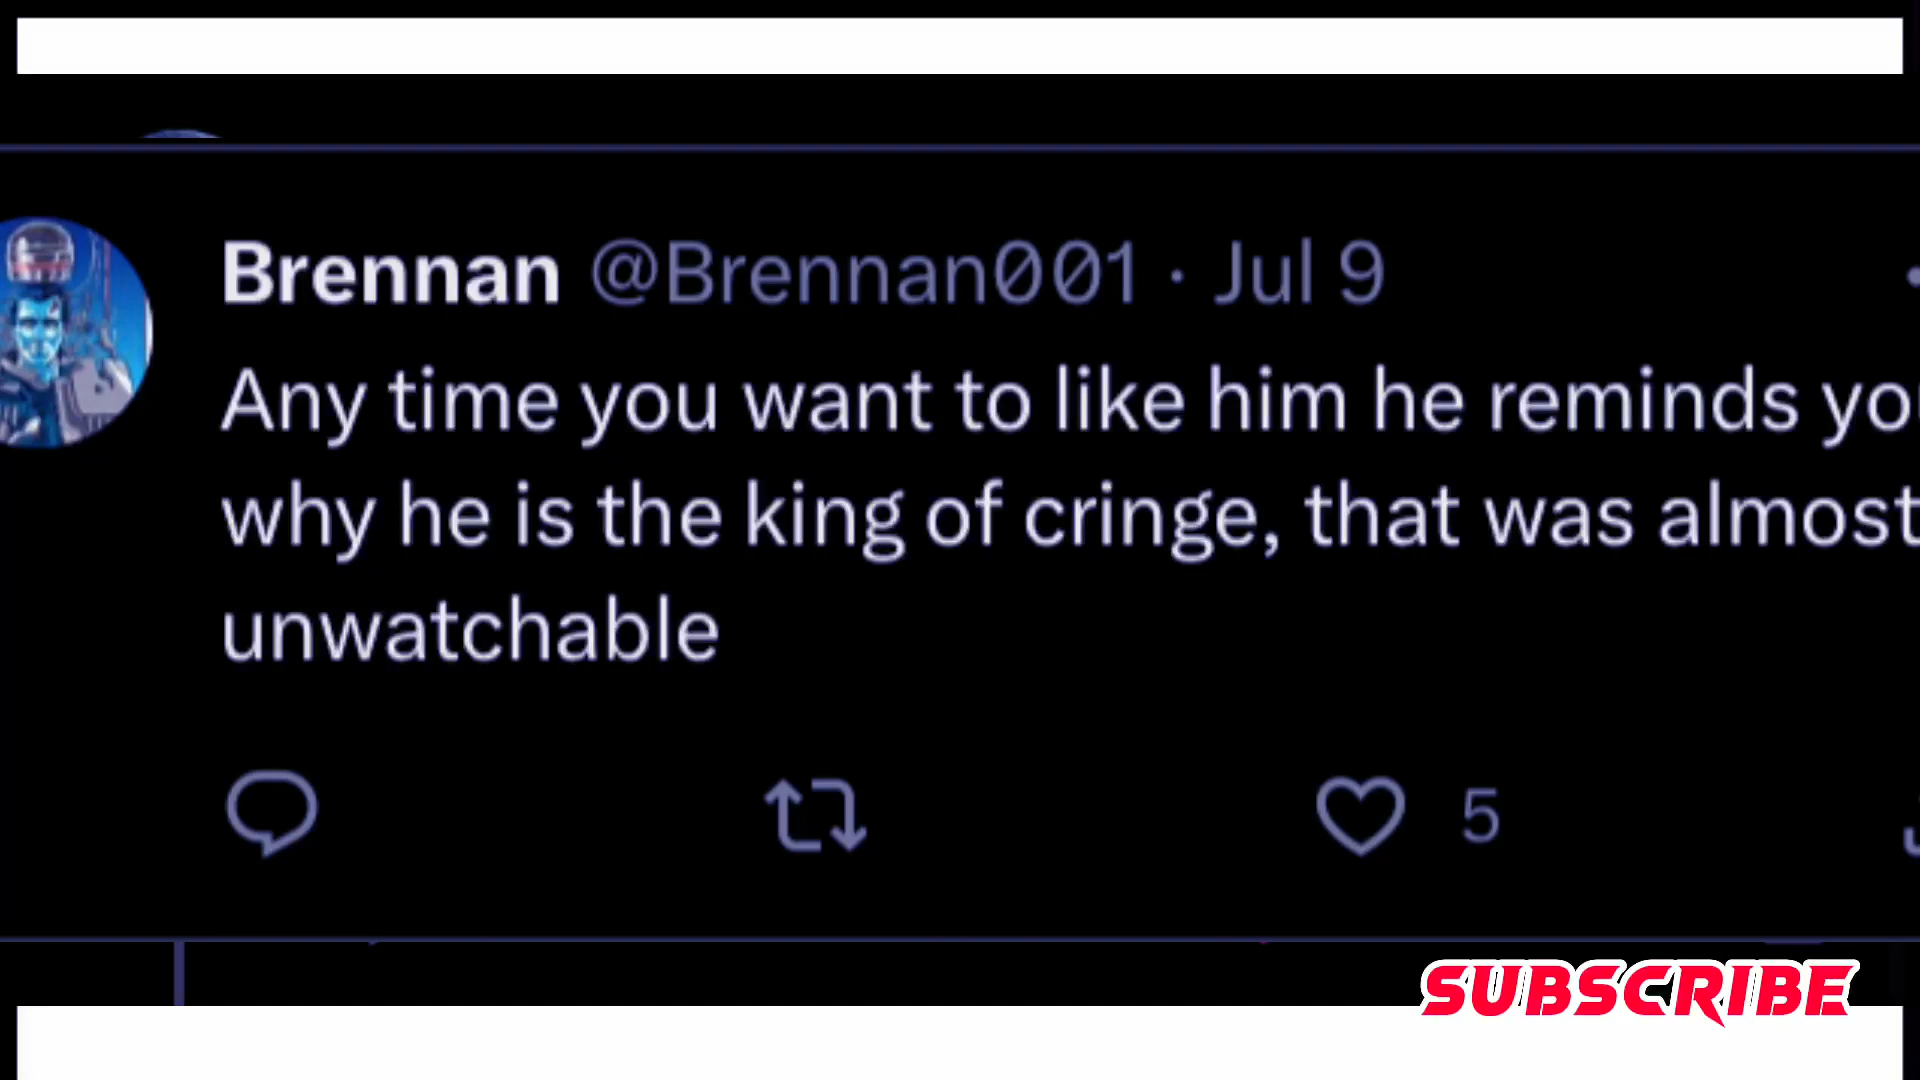 Brennan @Brennan001 · Jul 9
Any time you want to like him he reminds you
why he is the king of cringe, that was almost
unwatchable
5
SUBSCRIBE